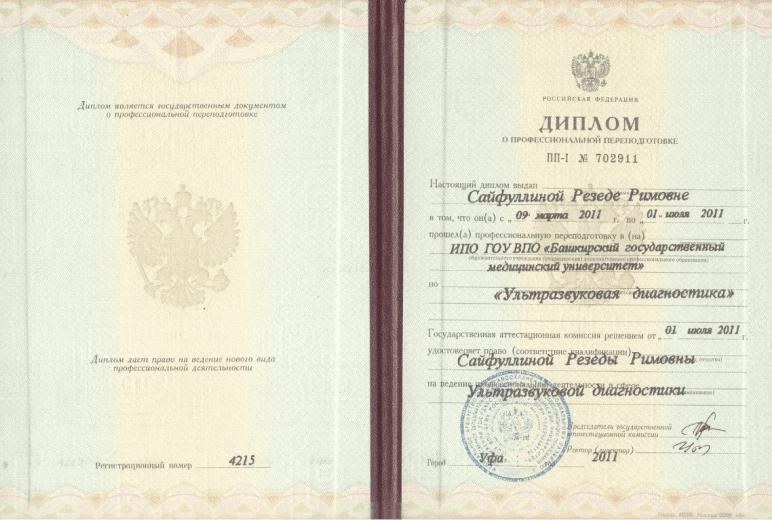 Диплом является государственным документом
о профессиональной переподготовке
Диплом дает право на ведение нового вида
профессиональной деятельности
Регистрационный номер 4215
РОССИЙСКАЯ ФЕДЕРАЦИЯ
ДИПЛОМ
О ПРОФЕССИОНАЛЬНОЙ ПЕРЕПОДГОТОВКЕ
ПП-I № 702911
Настоящий диплом выдан
Сайфуллиной Резеде Римовне
в том, что он(а) с „ 09 марта 2011 г. по „ 01 июля 2011 г.
прошел(а) профессиональную переподготовку в (на)
ИПО ГОУ ВПО «Башкирский государственный
медицинский университет»
по
«Ультразвуковая диагностика»
Государственная аттестационная комиссия решением от „ 01 июля 2011 г.
удостоверяет право (соответствие квалификации)
Сайфуллиной Резеды Римовны
на ведение профессиональной деятельности в сфере
Ультразвуковой диагностики
Председатель государственной
аттестационной комиссии
Ректор (директор)
Город Уфа 2011